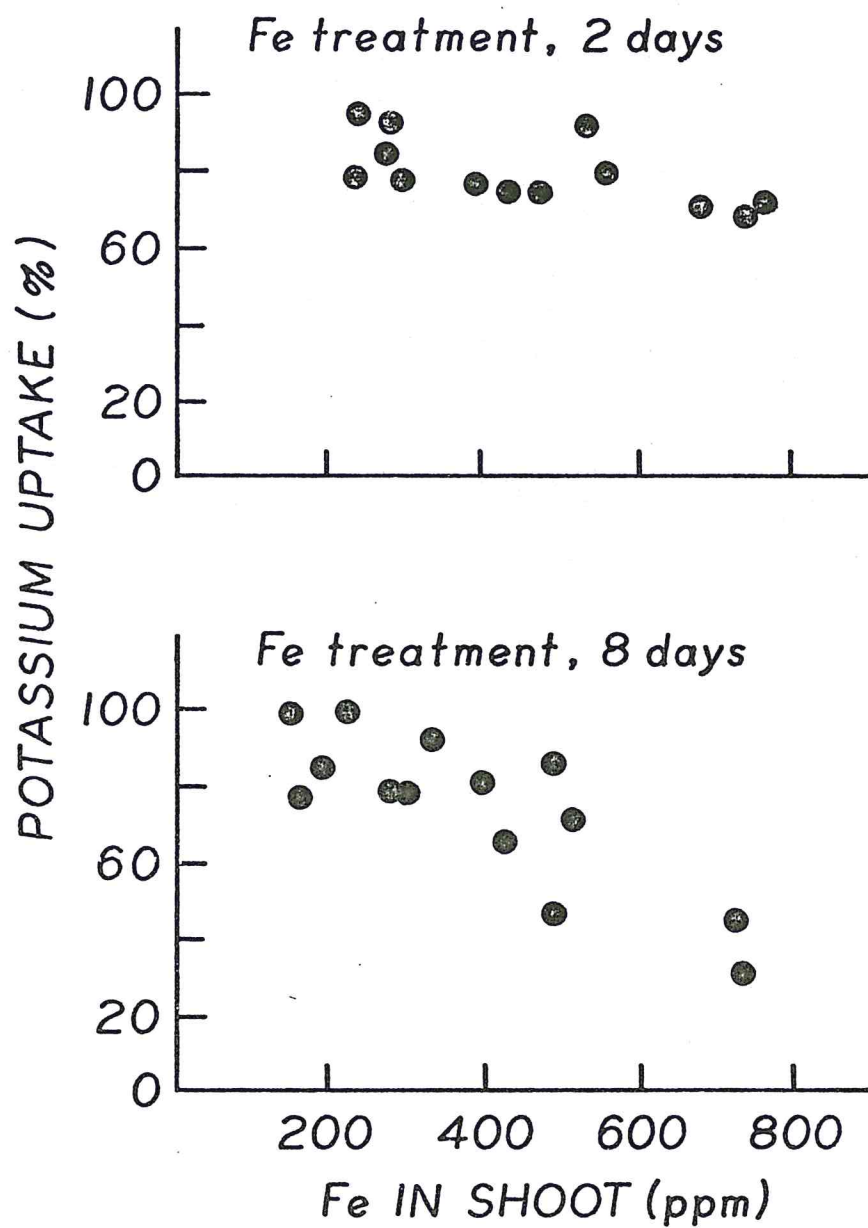 Fe treatment, 2 days
100
60
20
0
POTASSIUM UPTAKE (%)
Fe treatment, 8 days
100
60
20
0
200 400 600 800
Fe IN SHOOT (ppm)